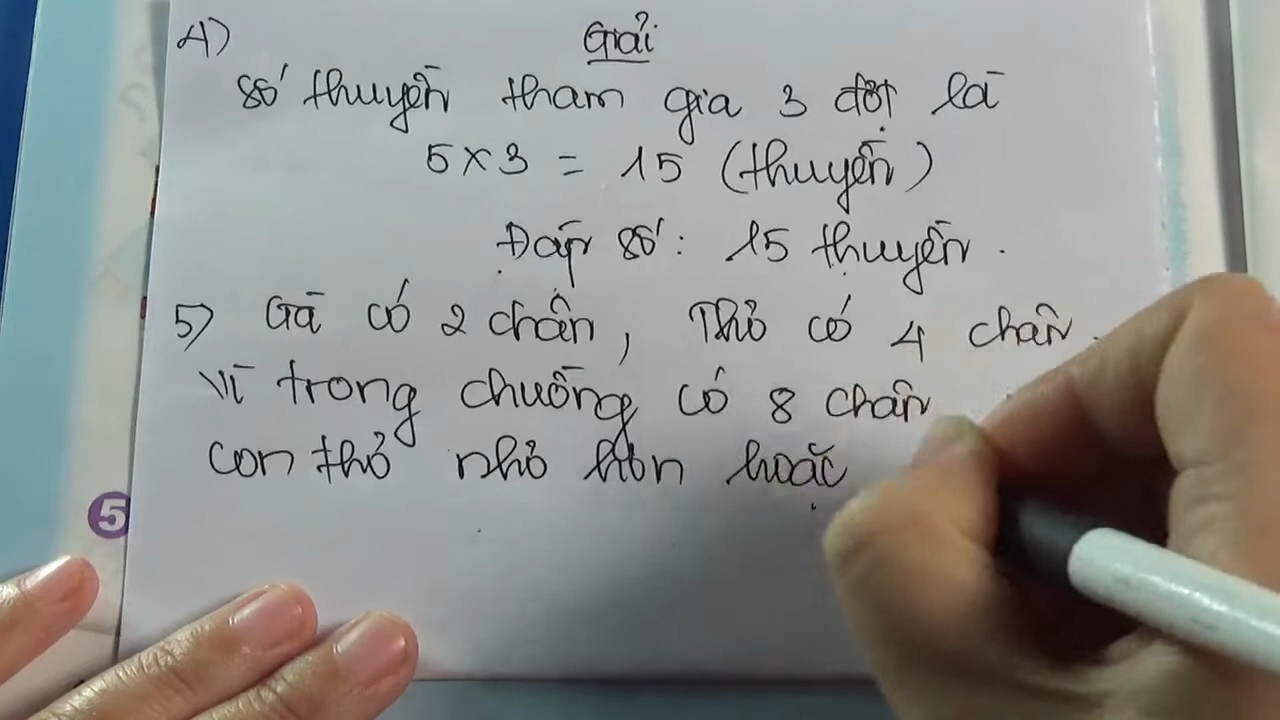 4) Giải
số thuyền tham gia 3 đợt là
5 × 3 = 15 (thuyền)
Đáp số: 15 thuyền.
5) Gà có 2 chân, Thỏ có 4 chân.
Vì trong chuồng có 8 chân
con thỏ nhỏ hơn hoặc
5